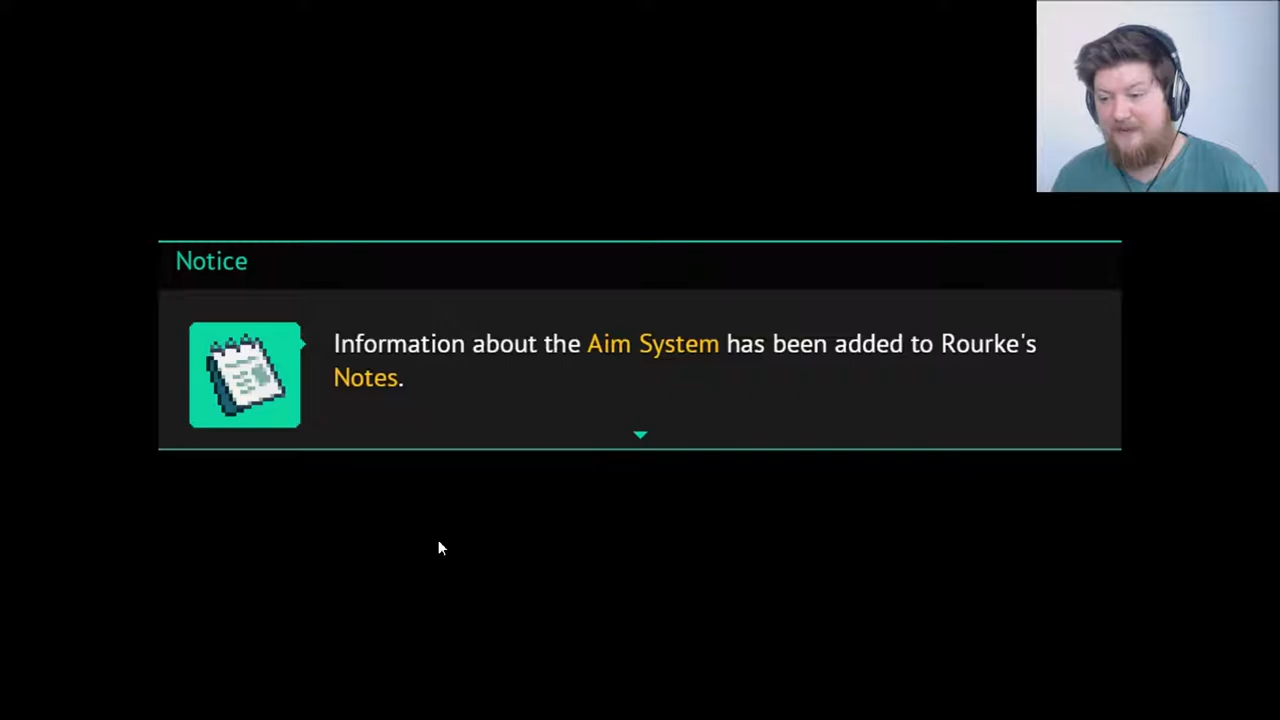 Notice
Information about the Aim System has been added to Rourke's
Notes.